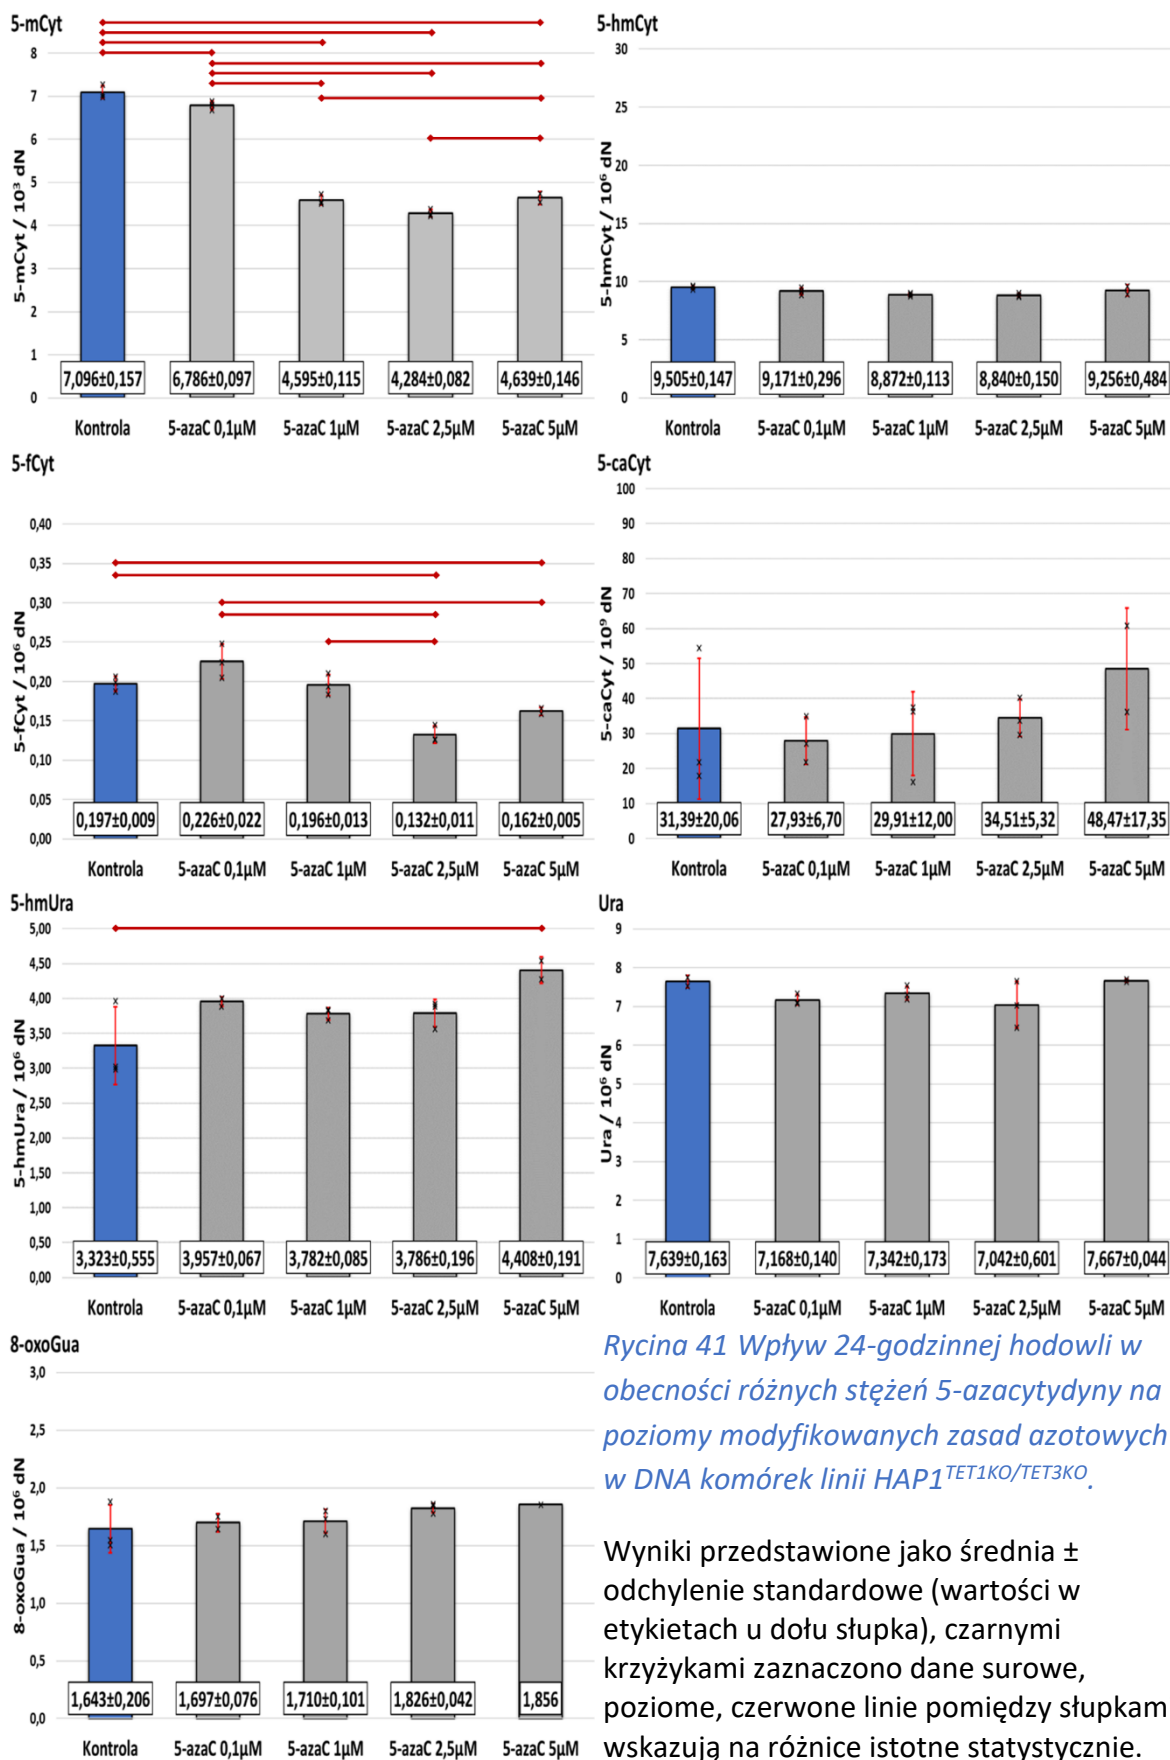 5-mCyt
5-mCyt / 10³ dN
8
7
6
5
4
3
2
1
0
7,096±0,157 6,786±0,097 4,595±0,115 4,284±0,082 4,639±0,146
Kontrola 5-azaC 0,1µM 5-azaC 1µM 5-azaC 2,5µM 5-azaC 5µM
5-hmCyt
5-hmCyt / 10⁶ dN
30
25
20
15
10
5
0
9,505±0,147 9,171±0,296 8,872±0,113 8,840±0,150 9,256±0,484
Kontrola 5-azaC 0,1µM 5-azaC 1µM 5-azaC 2,5µM 5-azaC 5µM
5-fCyt
5-fCyt / 10⁶ dN
0,40
0,35
0,30
0,25
0,20
0,15
0,10
0,05
0,00
0,197±0,009 0,226±0,022 0,196±0,013 0,132±0,011 0,162±0,005
Kontrola 5-azaC 0,1µM 5-azaC 1µM 5-azaC 2,5µM 5-azaC 5µM
5-caCyt
5-caCyt / 10⁹ dN
100
90
80
70
60
50
40
30
20
10
0
31,39±20,06 27,93±6,70 29,91±12,00 34,51±5,32 48,47±17,35
Kontrola 5-azaC 0,1µM 5-azaC 1µM 5-azaC 2,5µM 5-azaC 5µM
5-hmUra
5-hmUra / 10⁶ dN
5,00
4,50
4,00
3,50
3,00
2,50
2,00
1,50
1,00
0,50
0,00
3,323±0,555 3,957±0,067 3,782±0,085 3,786±0,196 4,408±0,191
Kontrola 5-azaC 0,1µM 5-azaC 1µM 5-azaC 2,5µM 5-azaC 5µM
Ura
Ura / 10⁶ dN
9
8
7
6
5
4
3
2
1
0
7,639±0,163 7,168±0,140 7,342±0,173 7,042±0,601 7,667±0,044
Kontrola 5-azaC 0,1µM 5-azaC 1µM 5-azaC 2,5µM 5-azaC 5µM
8-oxoGua
8-oxoGua / 10⁶ dN
3,0
2,5
2,0
1,5
1,0
0,5
0,0
1,643±0,206 1,697±0,076 1,710±0,101 1,826±0,042 1,856
Kontrola 5-azaC 0,1µM 5-azaC 1µM 5-azaC 2,5µM 5-azaC 5µM
Rycina 41 Wpływ 24-godzinnej hodowli w
obecności różnych stężeń 5-azacytydyny na
poziomy modyfikowanych zasad azotowych
w DNA komórek linii HAP1ᵀᴱᵀ¹ᴷᴼ/ᵀᴱᵀ³ᴷᴼ.
Wyniki przedstawione jako średnia ±
odchylenie standardowe (wartości w
etykietach u dołu słupka), czarnymi
krzyżykami zaznaczono dane surowe,
poziome, czerwone linie pomiędzy słupkam
wskazują na różnice istotne statystycznie.